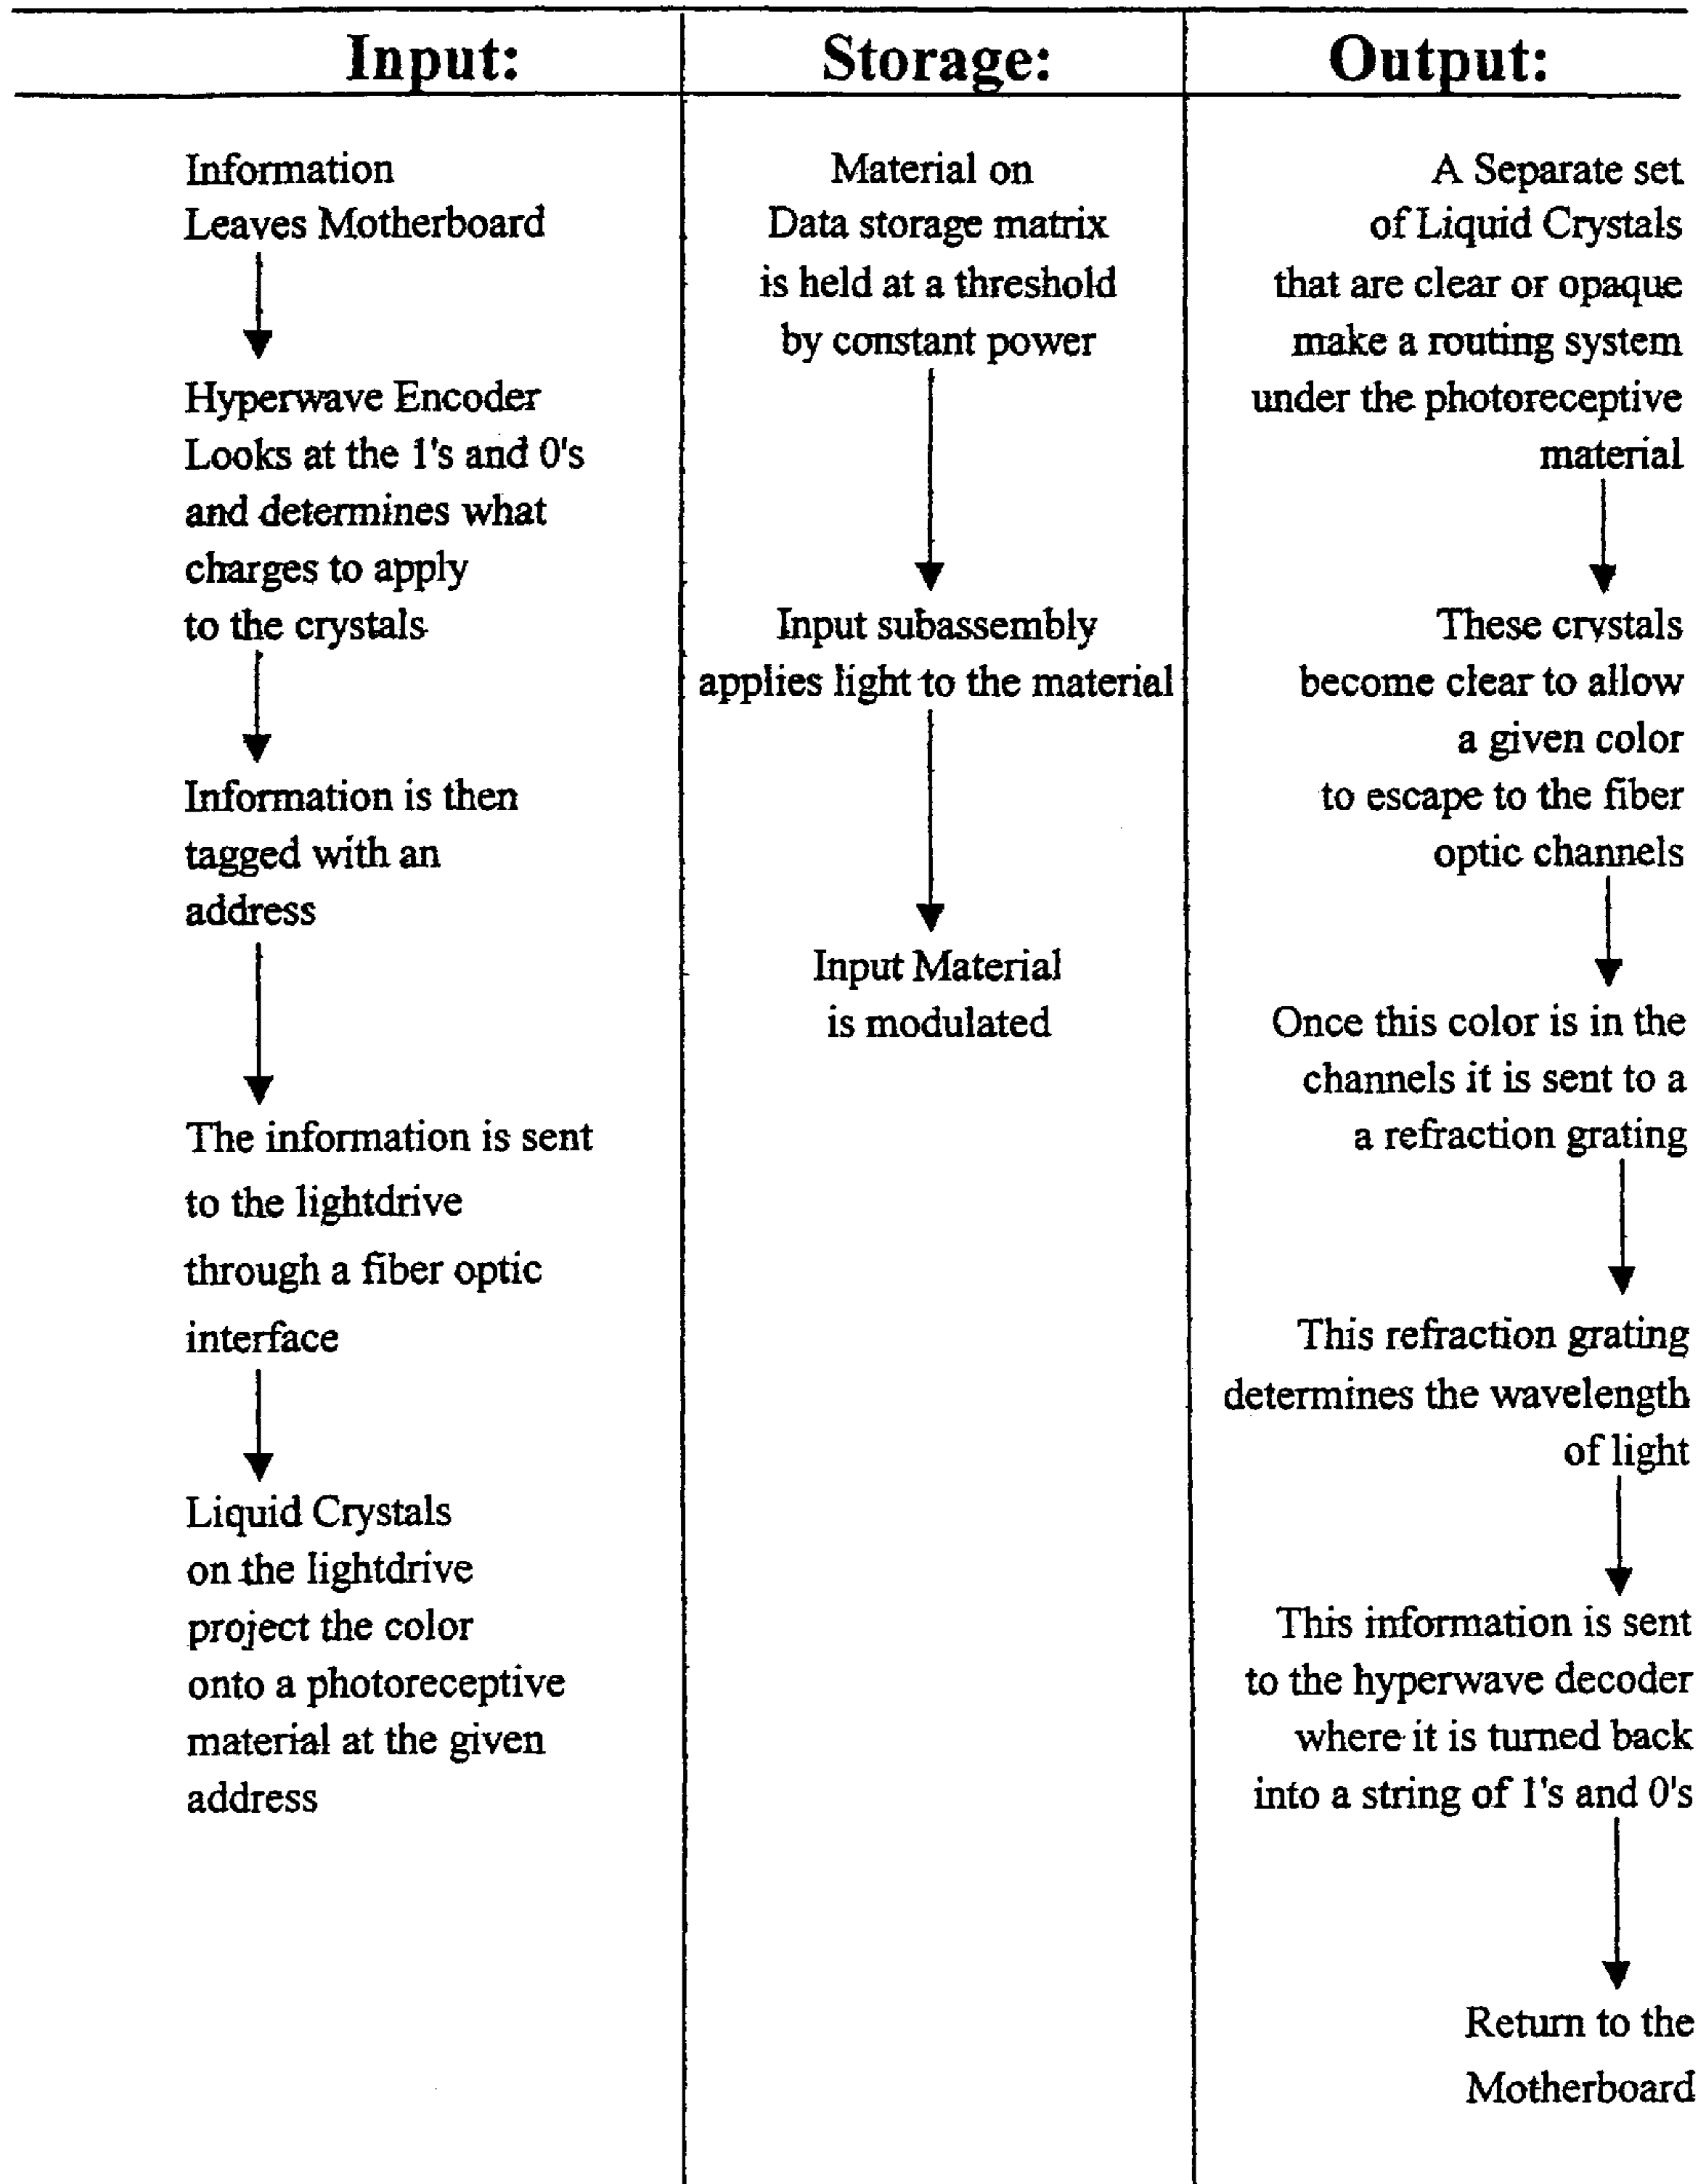 Input:
Storage:
Output:
Information
Leaves Motherboard
Hyperwave Encoder
Looks at the 1's and 0's
and determines what
charges to apply
to the crystals
Information is then
tagged with an
address
The information is sent
to the lightdrive
through a fiber optic
interface
Liquid Crystals
on the lightdrive
project the color
onto a photoreceptive
material at the given
address
Material on
Data storage matrix
is held at a threshold
by constant power
Input subassembly
applies light to the material
Input Material
is modulated
A Separate set
of Liquid Crystals
that are clear or opaque
make a routing system
under the photoreceptive
material
These crystals
become clear to allow
a given color
to escape to the fiber
optic channels
Once this color is in the
channels it is sent to a
a refraction grating
This refraction grating
determines the wavelength
of light
This information is sent
to the hyperwave decoder
where it is turned back
into a string of 1's and 0's
Return to the
Motherboard